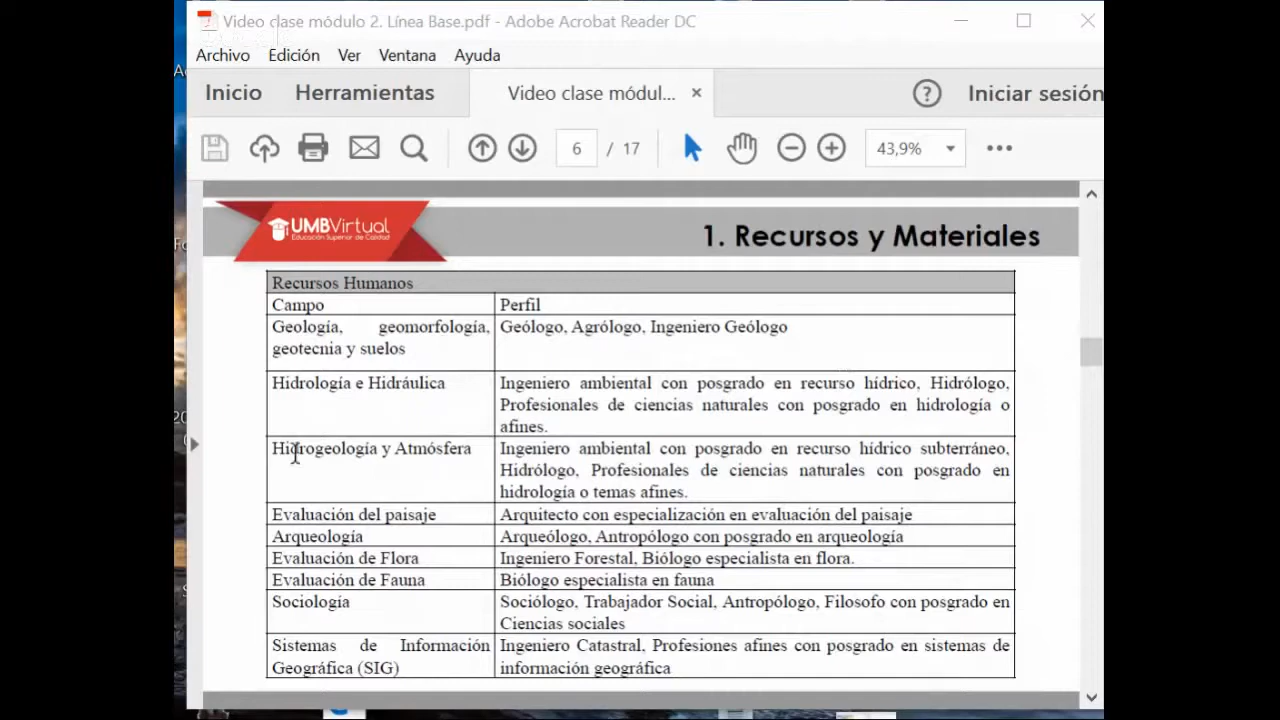 Video clase módulo 2. Línea Base.pdf - Adobe Acrobat Reader DC
Archivo Edición Ver Ventana Ayuda
Inicio Herramientas Video clase módul... × ? Iniciar sesión
6 / 17 43,9%
UMBVirtual
Educación Superior de Calidad
1. Recursos y Materiales
Recursos Humanos
Campo Perfil
Geología, geomorfología, Geólogo, Agrólogo, Ingeniero Geólogo
geotecnia y suelos
Hidrología e Hidráulica Ingeniero ambiental con posgrado en recurso hídrico, Hidrólogo,
Profesionales de ciencias naturales con posgrado en hidrología o
afines.
Hidrogeología y Atmósfera Ingeniero ambiental con posgrado en recurso hídrico subterráneo,
Hidrólogo, Profesionales de ciencias naturales con posgrado en
hidrología o temas afines.
Evaluación del paisaje Arquitecto con especialización en evaluación del paisaje
Arqueología Arqueólogo, Antropólogo con posgrado en arqueología
Evaluación de Flora Ingeniero Forestal, Biólogo especialista en flora.
Evaluación de Fauna Biólogo especialista en fauna
Sociología Sociólogo, Trabajador Social, Antropólogo, Filosofo con posgrado en
Ciencias sociales
Sistemas de Información Ingeniero Catastral, Profesiones afines con posgrado en sistemas de
Geográfica (SIG) información geográfica